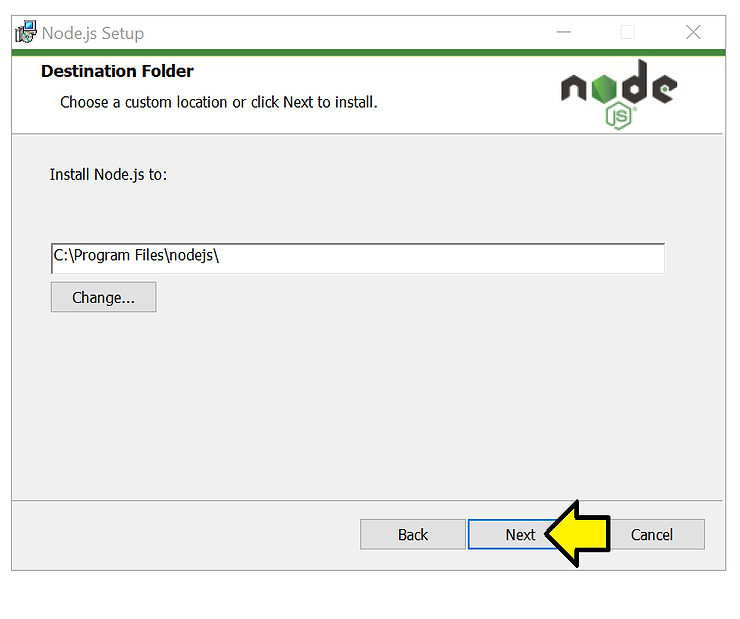 Node.js Setup
Destination Folder
Choose a custom location or click Next to install.
node
JS
Install Node.js to:
C:\Program Files\nodejs\
Change...
Back Next Cancel